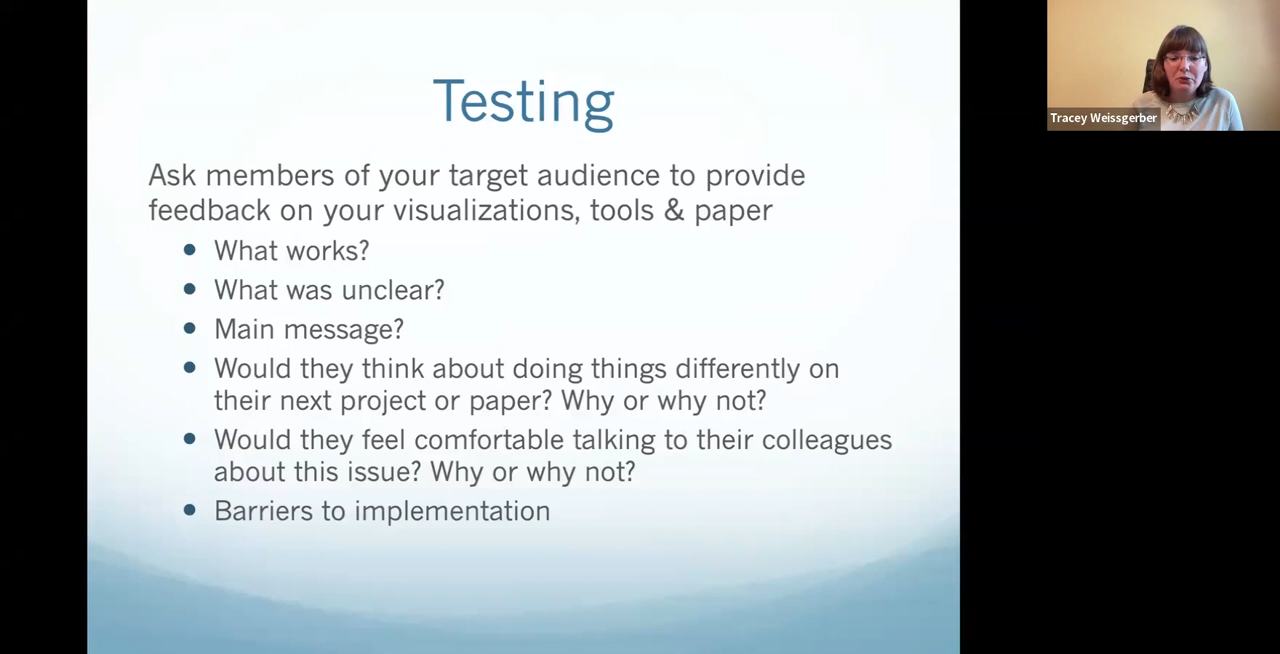 Testing
Ask members of your target audience to provide
feedback on your visualizations, tools & paper
What works?
What was unclear?
Main message?
Would they think about doing things differently on
their next project or paper? Why or why not?
Would they feel comfortable talking to their colleagues
about this issue? Why or why not?
Barriers to implementation
Tracey Weissgerber